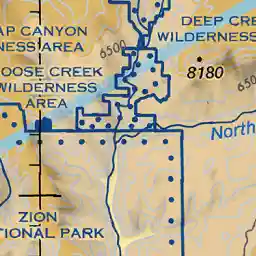 AP CANYON
NESS AREA
DEEP CRE
WILDERNESS
6500
8180
650
OOSE CREEK
WILDERNESS
AREA
North
ZION
TIONAL PARK